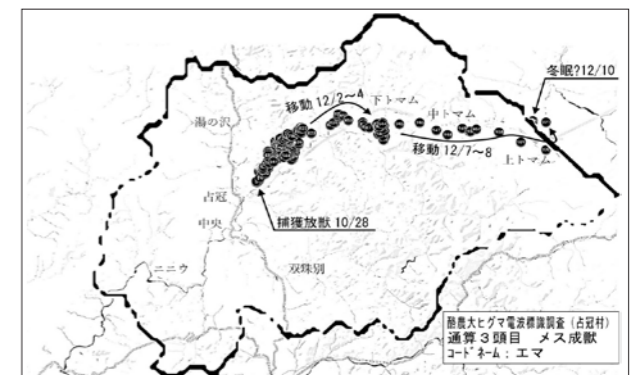 冬眠?12/10
移動 12/2～4
下トマム
中トマム
湯の沢
移動 12/7～8
上トマム
占冠
中央
捕獲放獣 10/28
ニニウ
双珠別
酪農大ヒグマ電波標識調査（占冠村）
通算３頭目　メス成獣
コードネーム：エマ